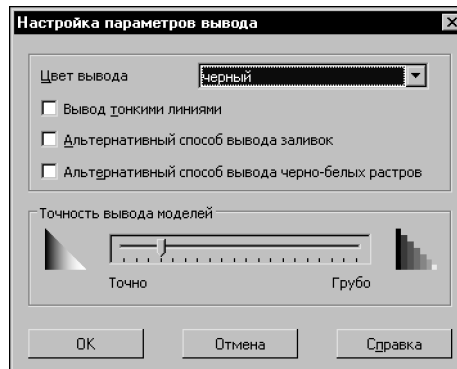 Настройка параметров вывода
Цвет вывода черный
Вывод тонкими линиями
Альтернативный способ вывода заливок
Альтернативный способ вывода черно-белых растров
Точность вывода моделей
Точно Грубо
OK Отмена Справка